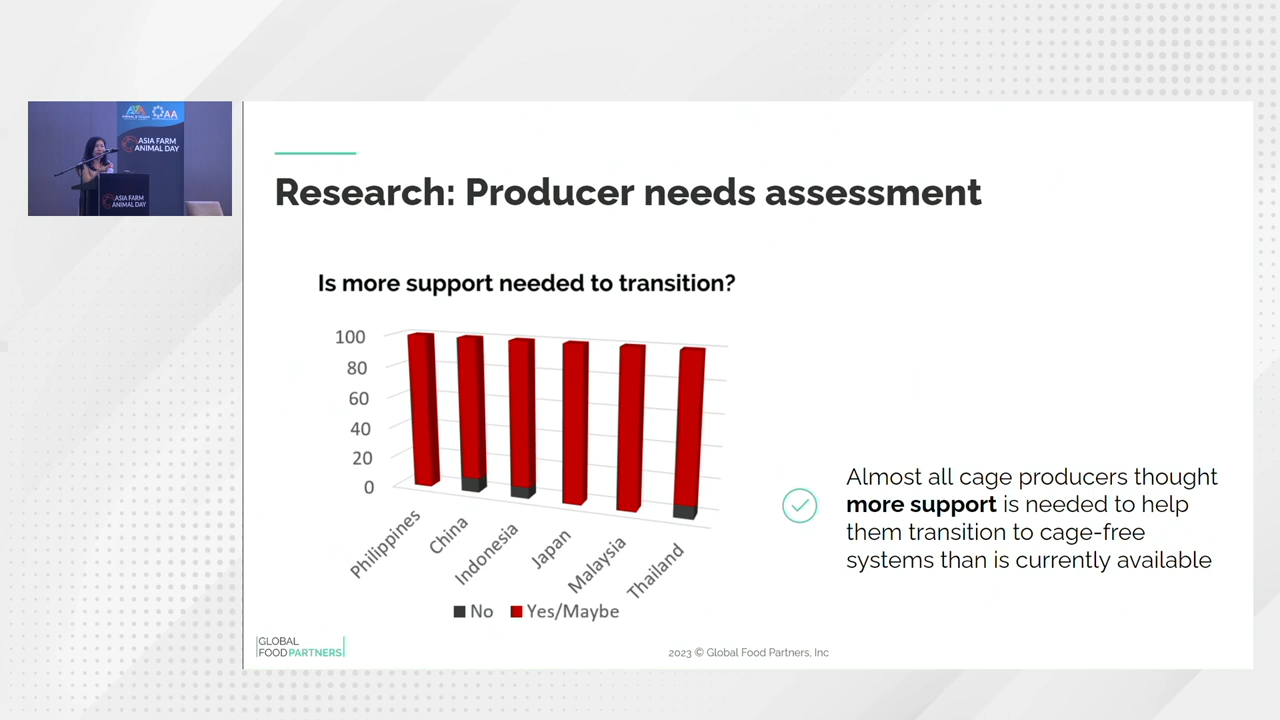 AA
ASIA FARM
ANIMAL DAY
ASIA FARM
ANIMAL DAY
Research: Producer needs assessment
Is more support needed to transition?
100
80
60
40
20
0
Philippines
China
Indonesia
Japan
Malaysia
Thailand
No
Yes/Maybe
Almost all cage producers thought
more support is needed to help
them transition to cage-free
systems than is currently available
GLOBAL
FOODPARTNERS
2023 © Global Food Partners, Inc